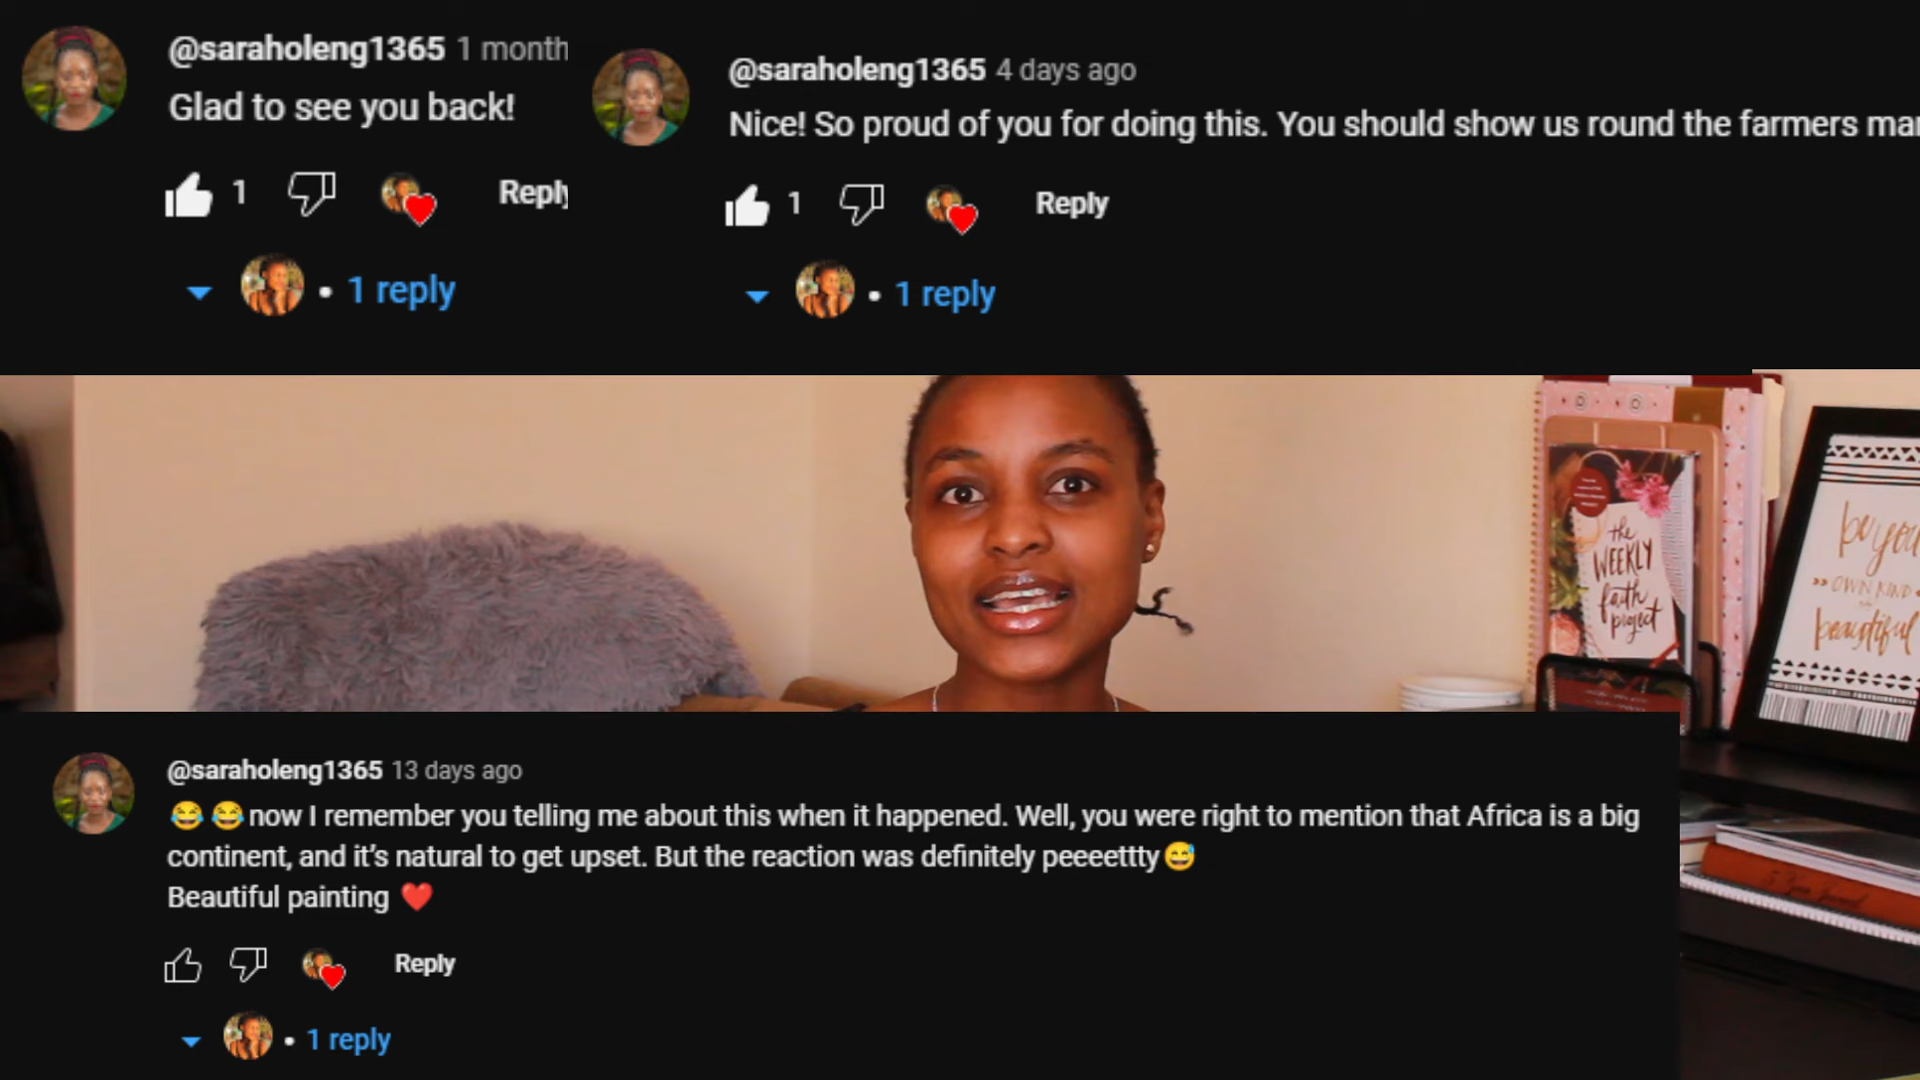 @saraholeng1365 1 month
Glad to see you back!
1
Reply
1 reply
@saraholeng1365 4 days ago
Nice! So proud of you for doing this. You should show us round the farmers mar
1
Reply
1 reply
the
WEEKLY
faith
project
be you
OWN KIND
beautiful
@saraholeng1365 13 days ago
😂 😂 now I remember you telling me about this when it happened. Well, you were right to mention that Africa is a big
continent, and it's natural to get upset. But the reaction was definitely peeeettty😅
Beautiful painting ❤️
Reply
1 reply